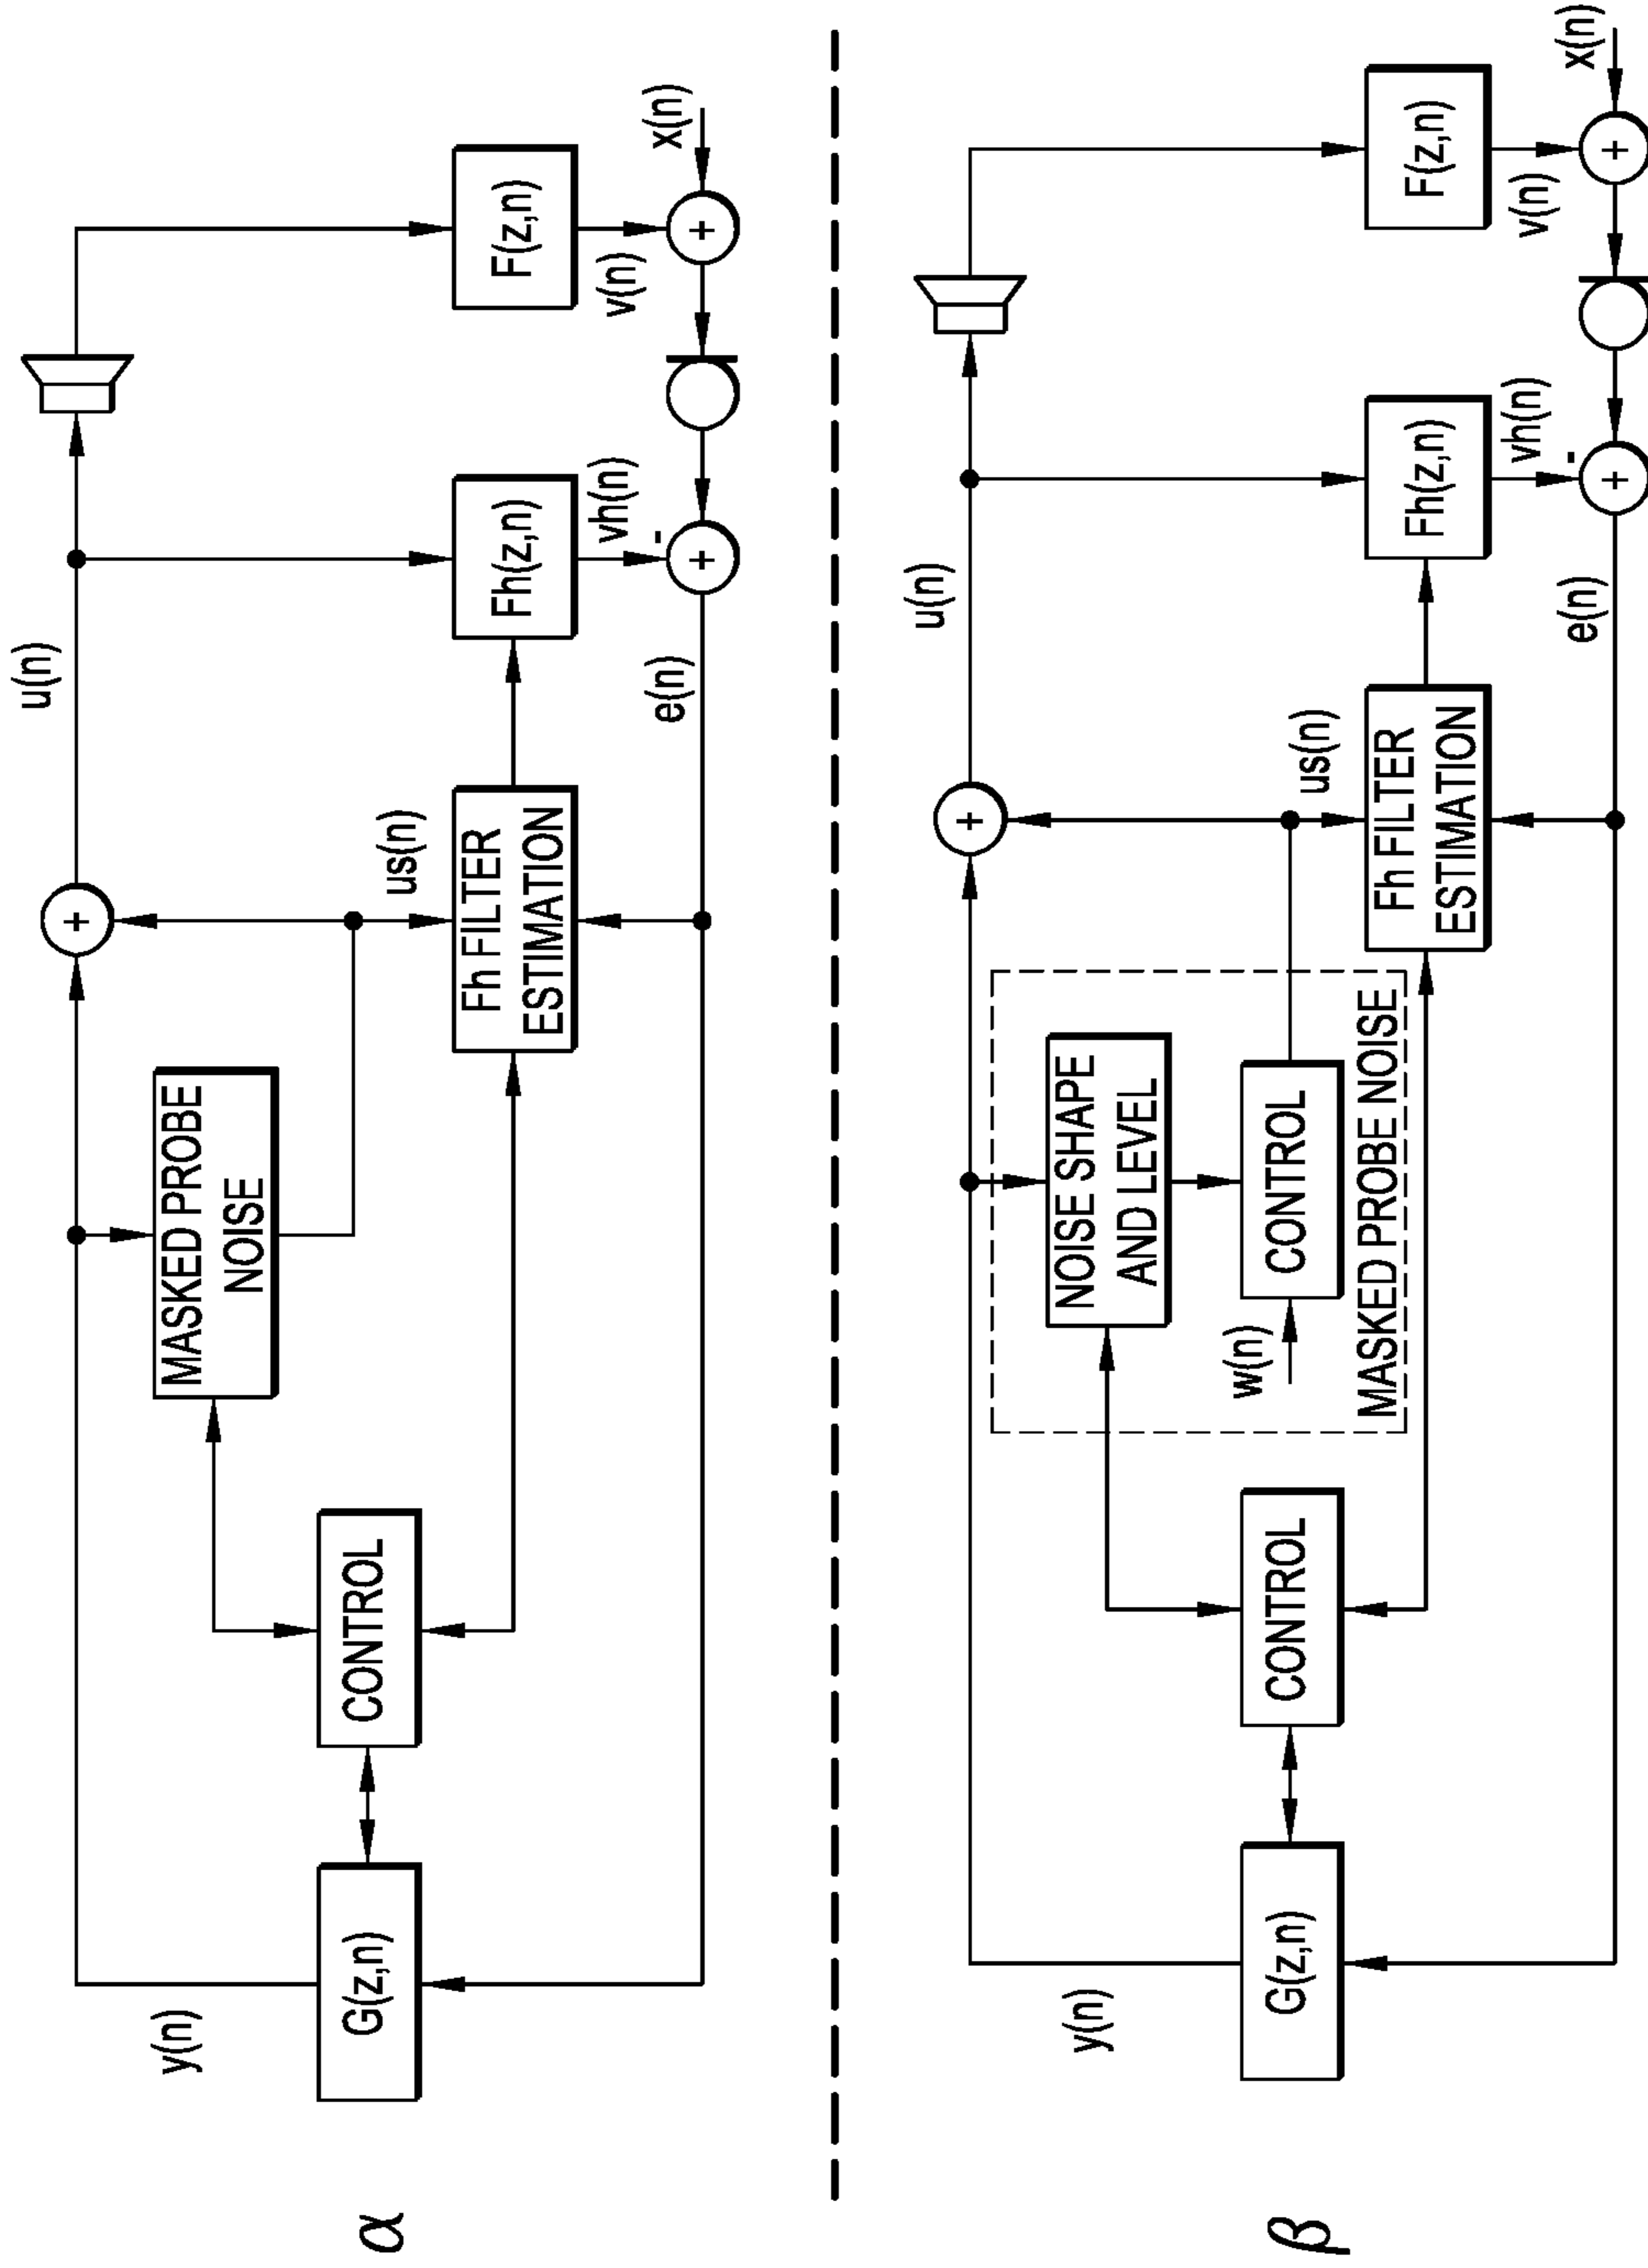 α
y(n)
u(n)
G(z,n)
CONTROL
MASKED PROBE
NOISE
us(n)
Fh FILTER
ESTIMATION
Fh(z,n)
F(z,n)
vh(n)
v(n)
x(n)
e(n)
+
+
-
+
β
y(n)
u(n)
G(z,n)
CONTROL
NOISE SHAPE
AND LEVEL
w(n)
CONTROL
MASKED PROBE NOISE
us(n)
Fh FILTER
ESTIMATION
Fh(z,n)
F(z,n)
vh(n)
v(n)
x(n)
e(n)
+
+
-
+